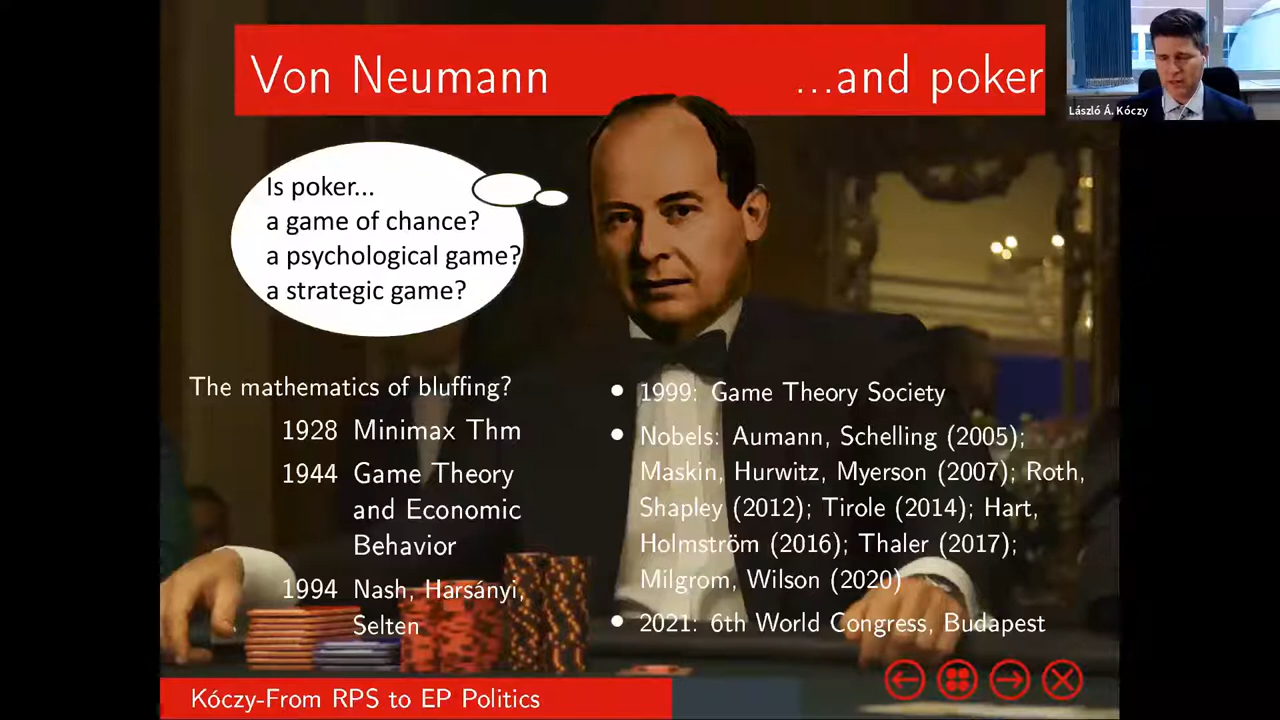 Von Neumann ...and poker
László Á. Kóczy
Is poker...
a game of chance?
a psychological game?
a strategic game?
The mathematics of bluffing?
1928 Minimax Thm
1944 Game Theory
and Economic
Behavior
1994 Nash, Harsányi,
Selten
• 1999: Game Theory Society
• Nobels: Aumann, Schelling (2005);
Maskin, Hurwitz, Myerson (2007); Roth,
Shapley (2012); Tirole (2014); Hart,
Holmström (2016); Thaler (2017);
Milgrom, Wilson (2020)
• 2021: 6th World Congress, Budapest
Kóczy-From RPS to EP Politics